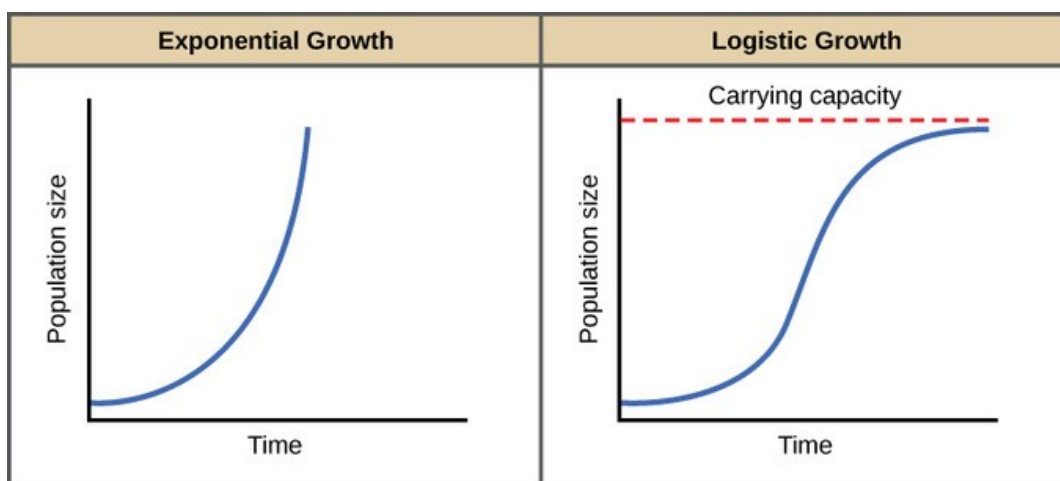 Exponential Growth
Logistic Growth
Population size
Time
Carrying capacity
Population size
Time